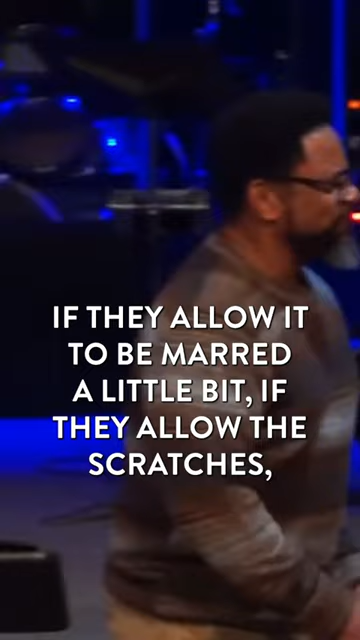 IF THEY ALLOW IT
TO BE MARRED
A LITTLE BIT, IF
THEY ALLOW THE
SCRATCHES,